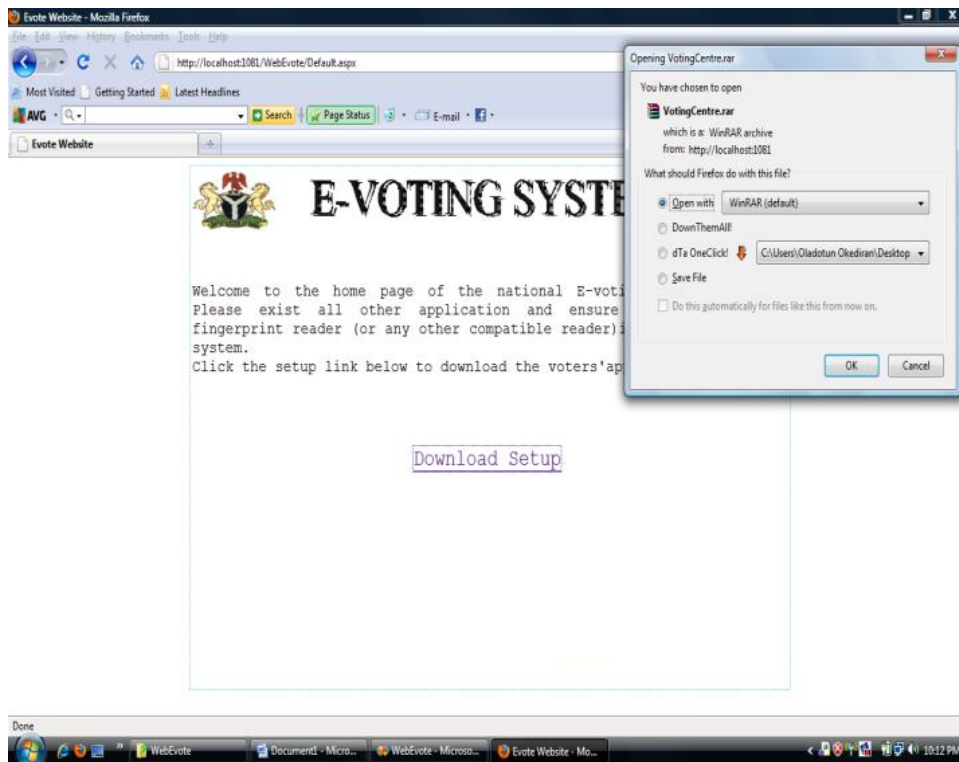 Evote Website - Mozilla Firefox
File Edit View History Bookmarks Tools Help
http://localhost:1081/WebEvote/Default.aspx
Most Visited Getting Started Latest Headlines
AVG Search Page Status E-mail
Evote Website
E-VOTING SYSTE
Welcome to the home page of the national E-voti
Please exist all other application and ensure
fingerprint reader (or any other compatible reader)i
system.
Click the setup link below to download the voters'ap
Download Setup
Opening VotingCentre.rar
You have chosen to open
VotingCentre.rar
which is a: WinRAR archive
from: http://localhost:1081
What should Firefox do with this file?
Open with WinRAR (default)
DownThemAll!
dTa OneClick! C:\Users\Oladotun Okediran\Desktop
Save File
Do this automatically for files like this from now on.
OK Cancel
Done
WebEvote Document1 - Micro... WebEvote - Microso... Evote Website - Mo... 10:12 PM